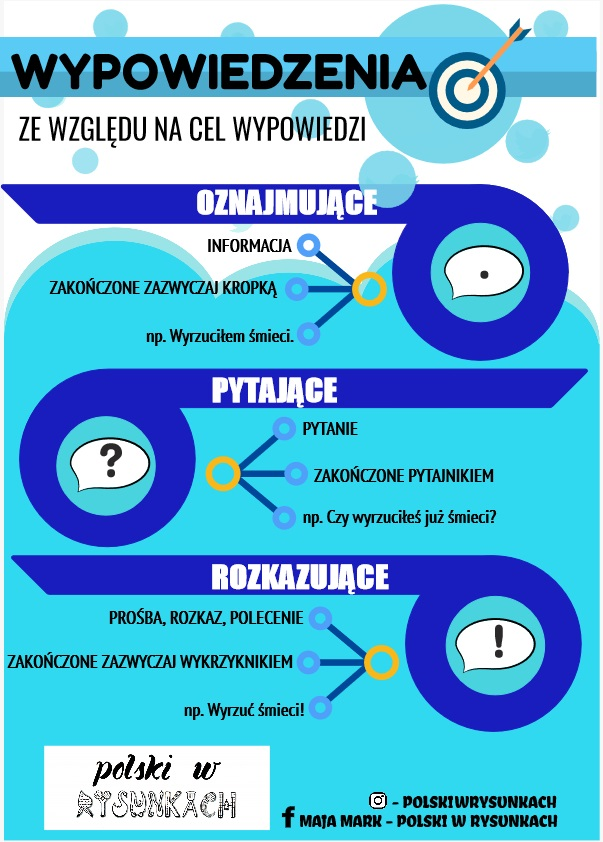 WYPOWIEDZENIA
ZE WZGLĘDU NA CEL WYPOWIEDZI
OZNAJMUJĄCE
INFORMACJA
ZAKOŃCZONE ZAZWYCZAJ KROPKĄ
.
np. Wyrzuciłem śmieci.
PYTAJĄCE
PYTANIE
?
ZAKOŃCZONE PYTAJNIKIEM
np. Czy wyrzuciłeś już śmieci?
ROZKAZUJĄCE
PROŚBA, ROZKAZ, POLECENIE
!
ZAKOŃCZONE ZAZWYCZAJ WYKRZYKNIKIEM
np. Wyrzuć śmieci!
polski w
RYSUNKACH
- POLSKIWRYSUNKACH
f MAJA MARK - POLSKI W RYSUNKACH